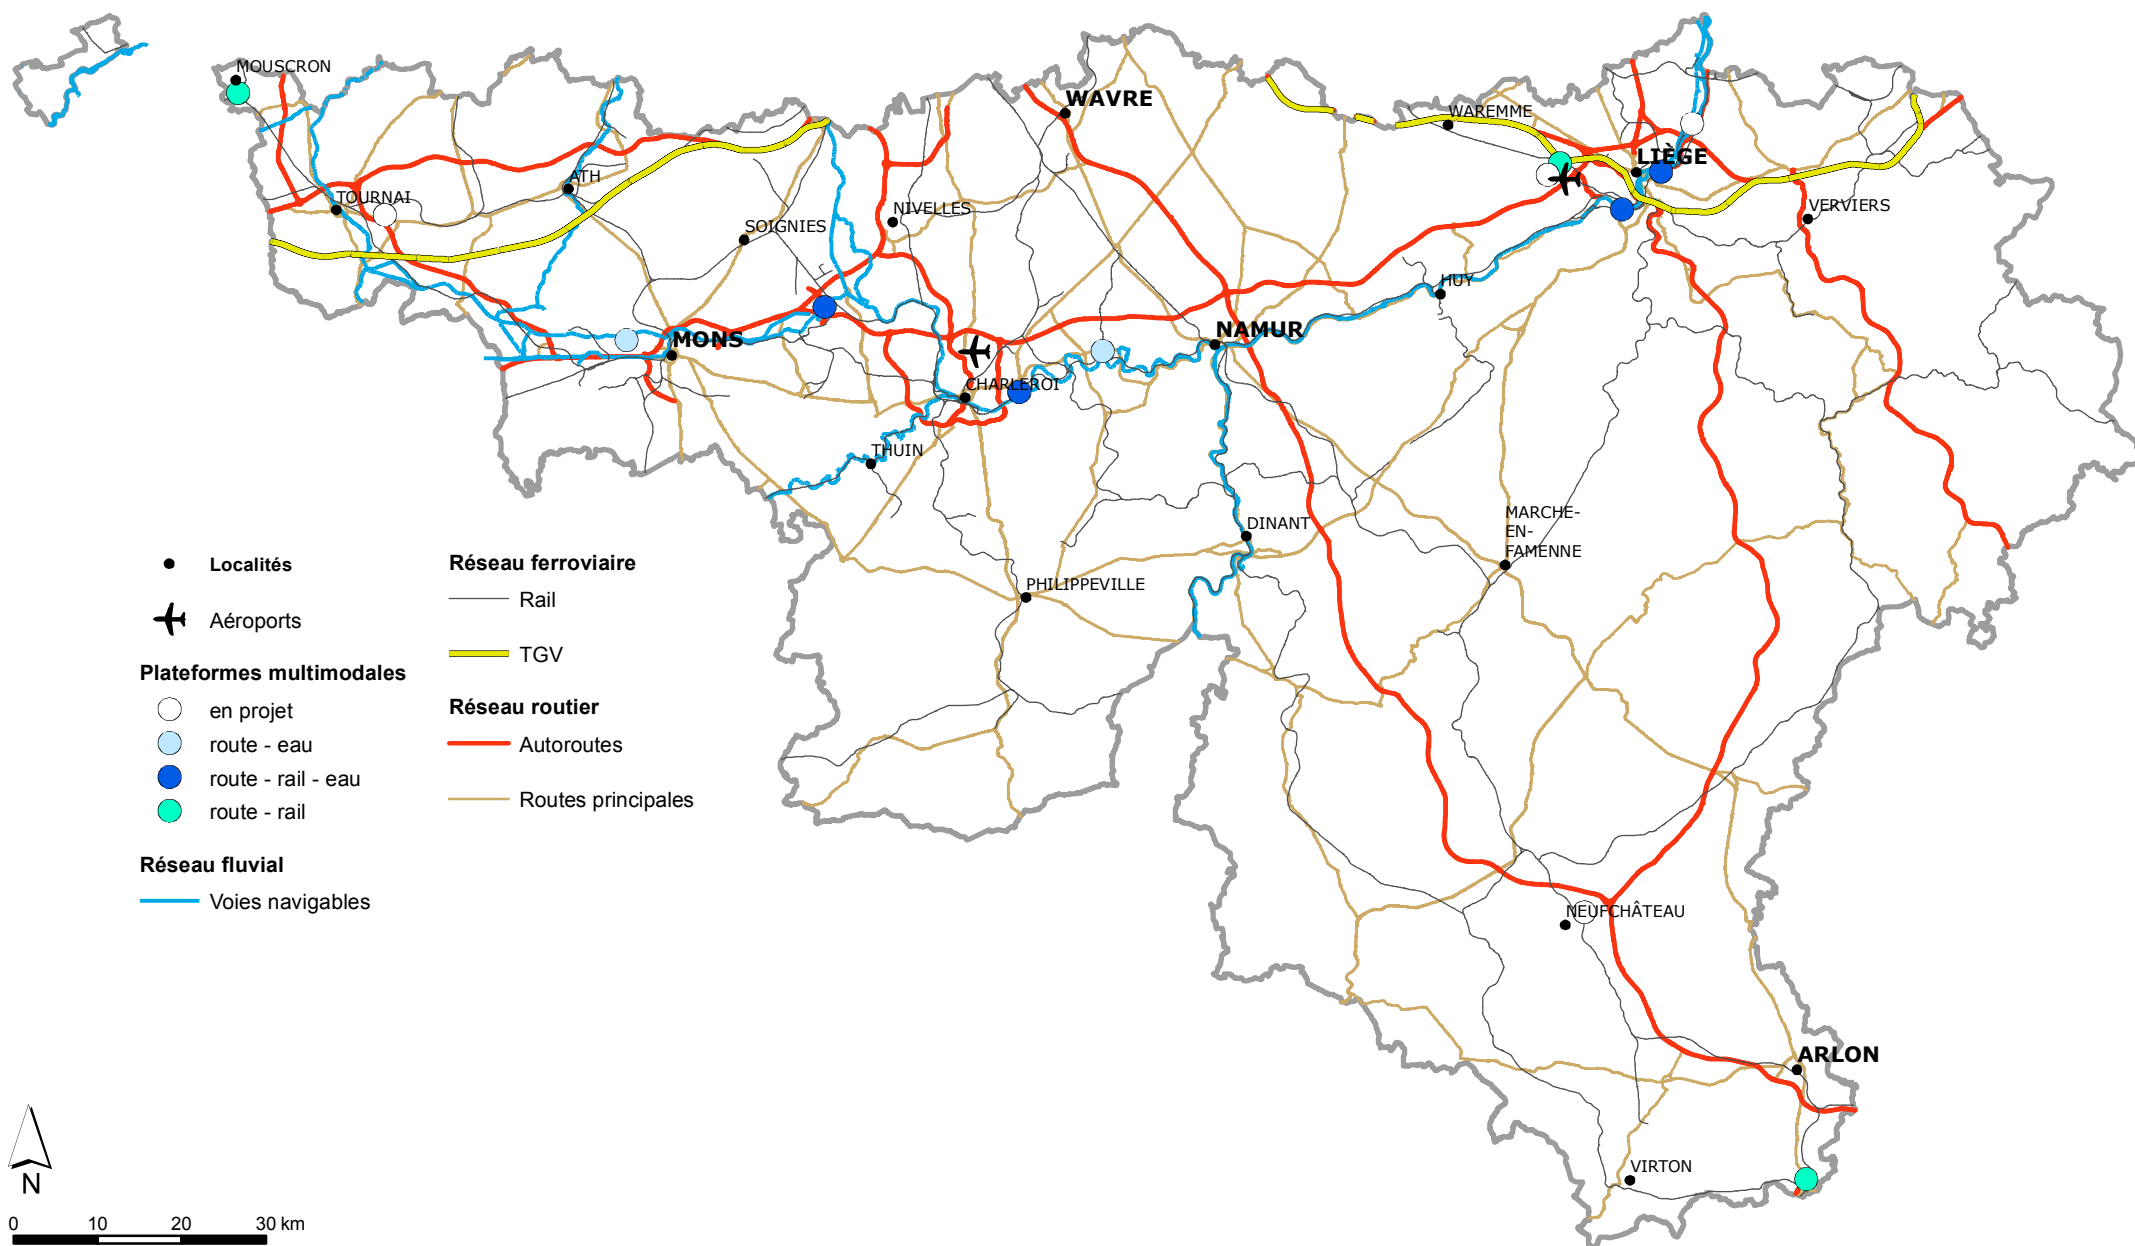 MOUSCRON
WAVRE
WAREMME
LIÈGE
ATH
TOURNAI
NIVELLES
VERVIERS
SOIGNIES
HUY
NAMUR
MONS
CHARLEROI
THUIN
DINANT
MARCHE-
EN-
FAMENNE
PHILIPPEVILLE
NEUFCHÂTEAU
ARLON
VIRTON
Localités
Aéroports
Plateformes multimodales
en projet
route - eau
route - rail - eau
route - rail
Réseau fluvial
Voies navigables
Réseau ferroviaire
Rail
TGV
Réseau routier
Autoroutes
Routes principales
N
0 10 20 30 km